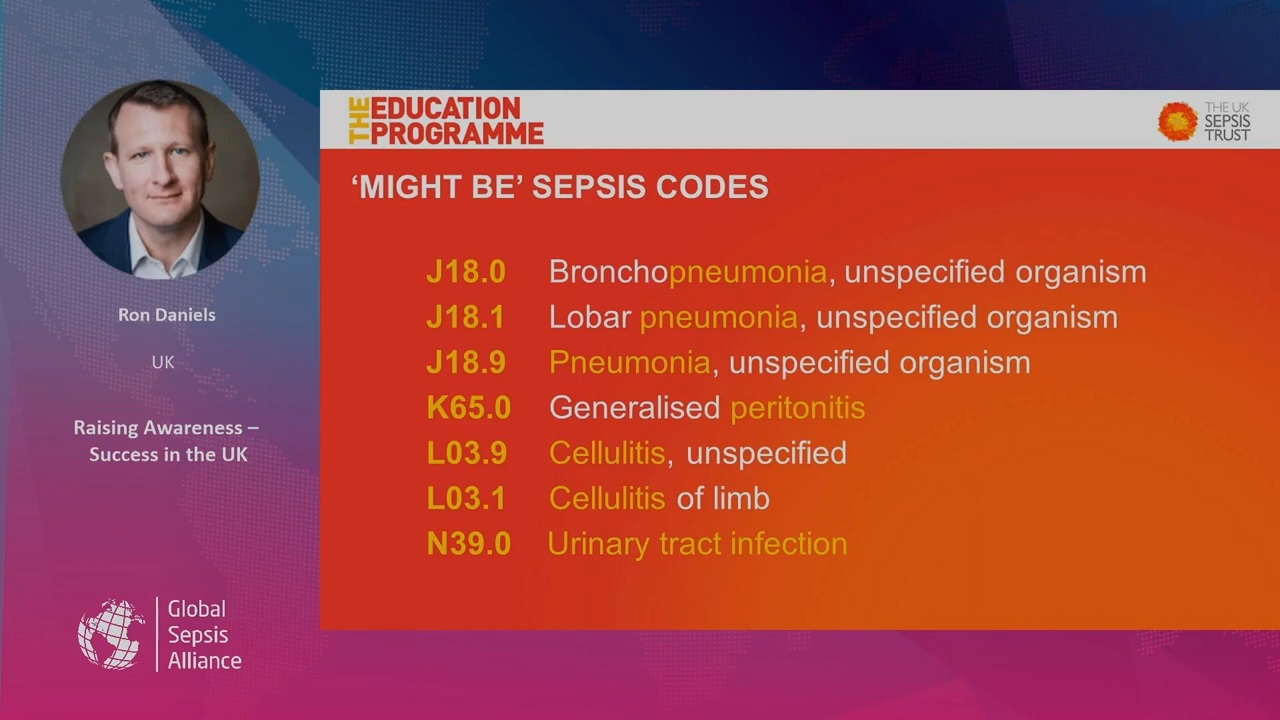 Ron Daniels
UK
Raising Awareness –
Success in the UK
Global
Sepsis
Alliance
THE EDUCATION
PROGRAMME
THE UK
SEPSIS
TRUST
‘MIGHT BE’ SEPSIS CODES
J18.0 Bronchopneumonia, unspecified organism
J18.1 Lobar pneumonia, unspecified organism
J18.9 Pneumonia, unspecified organism
K65.0 Generalised peritonitis
L03.9 Cellulitis, unspecified
L03.1 Cellulitis of limb
N39.0 Urinary tract infection